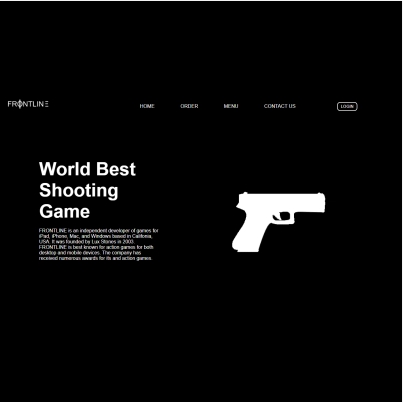 FRONTLINE
HOME ORDER MENU CONTACT US LOGIN
World Best
Shooting
Game
FRONTLINE is an independent developer of games for
iPad, iPhone, Mac, and Windows based in California,
USA. It was founded by Lux Stories in 2003.
FRONTLINE is best known for action games for both
desktop and mobile devices. The company has
received numerous awards for its and action games.